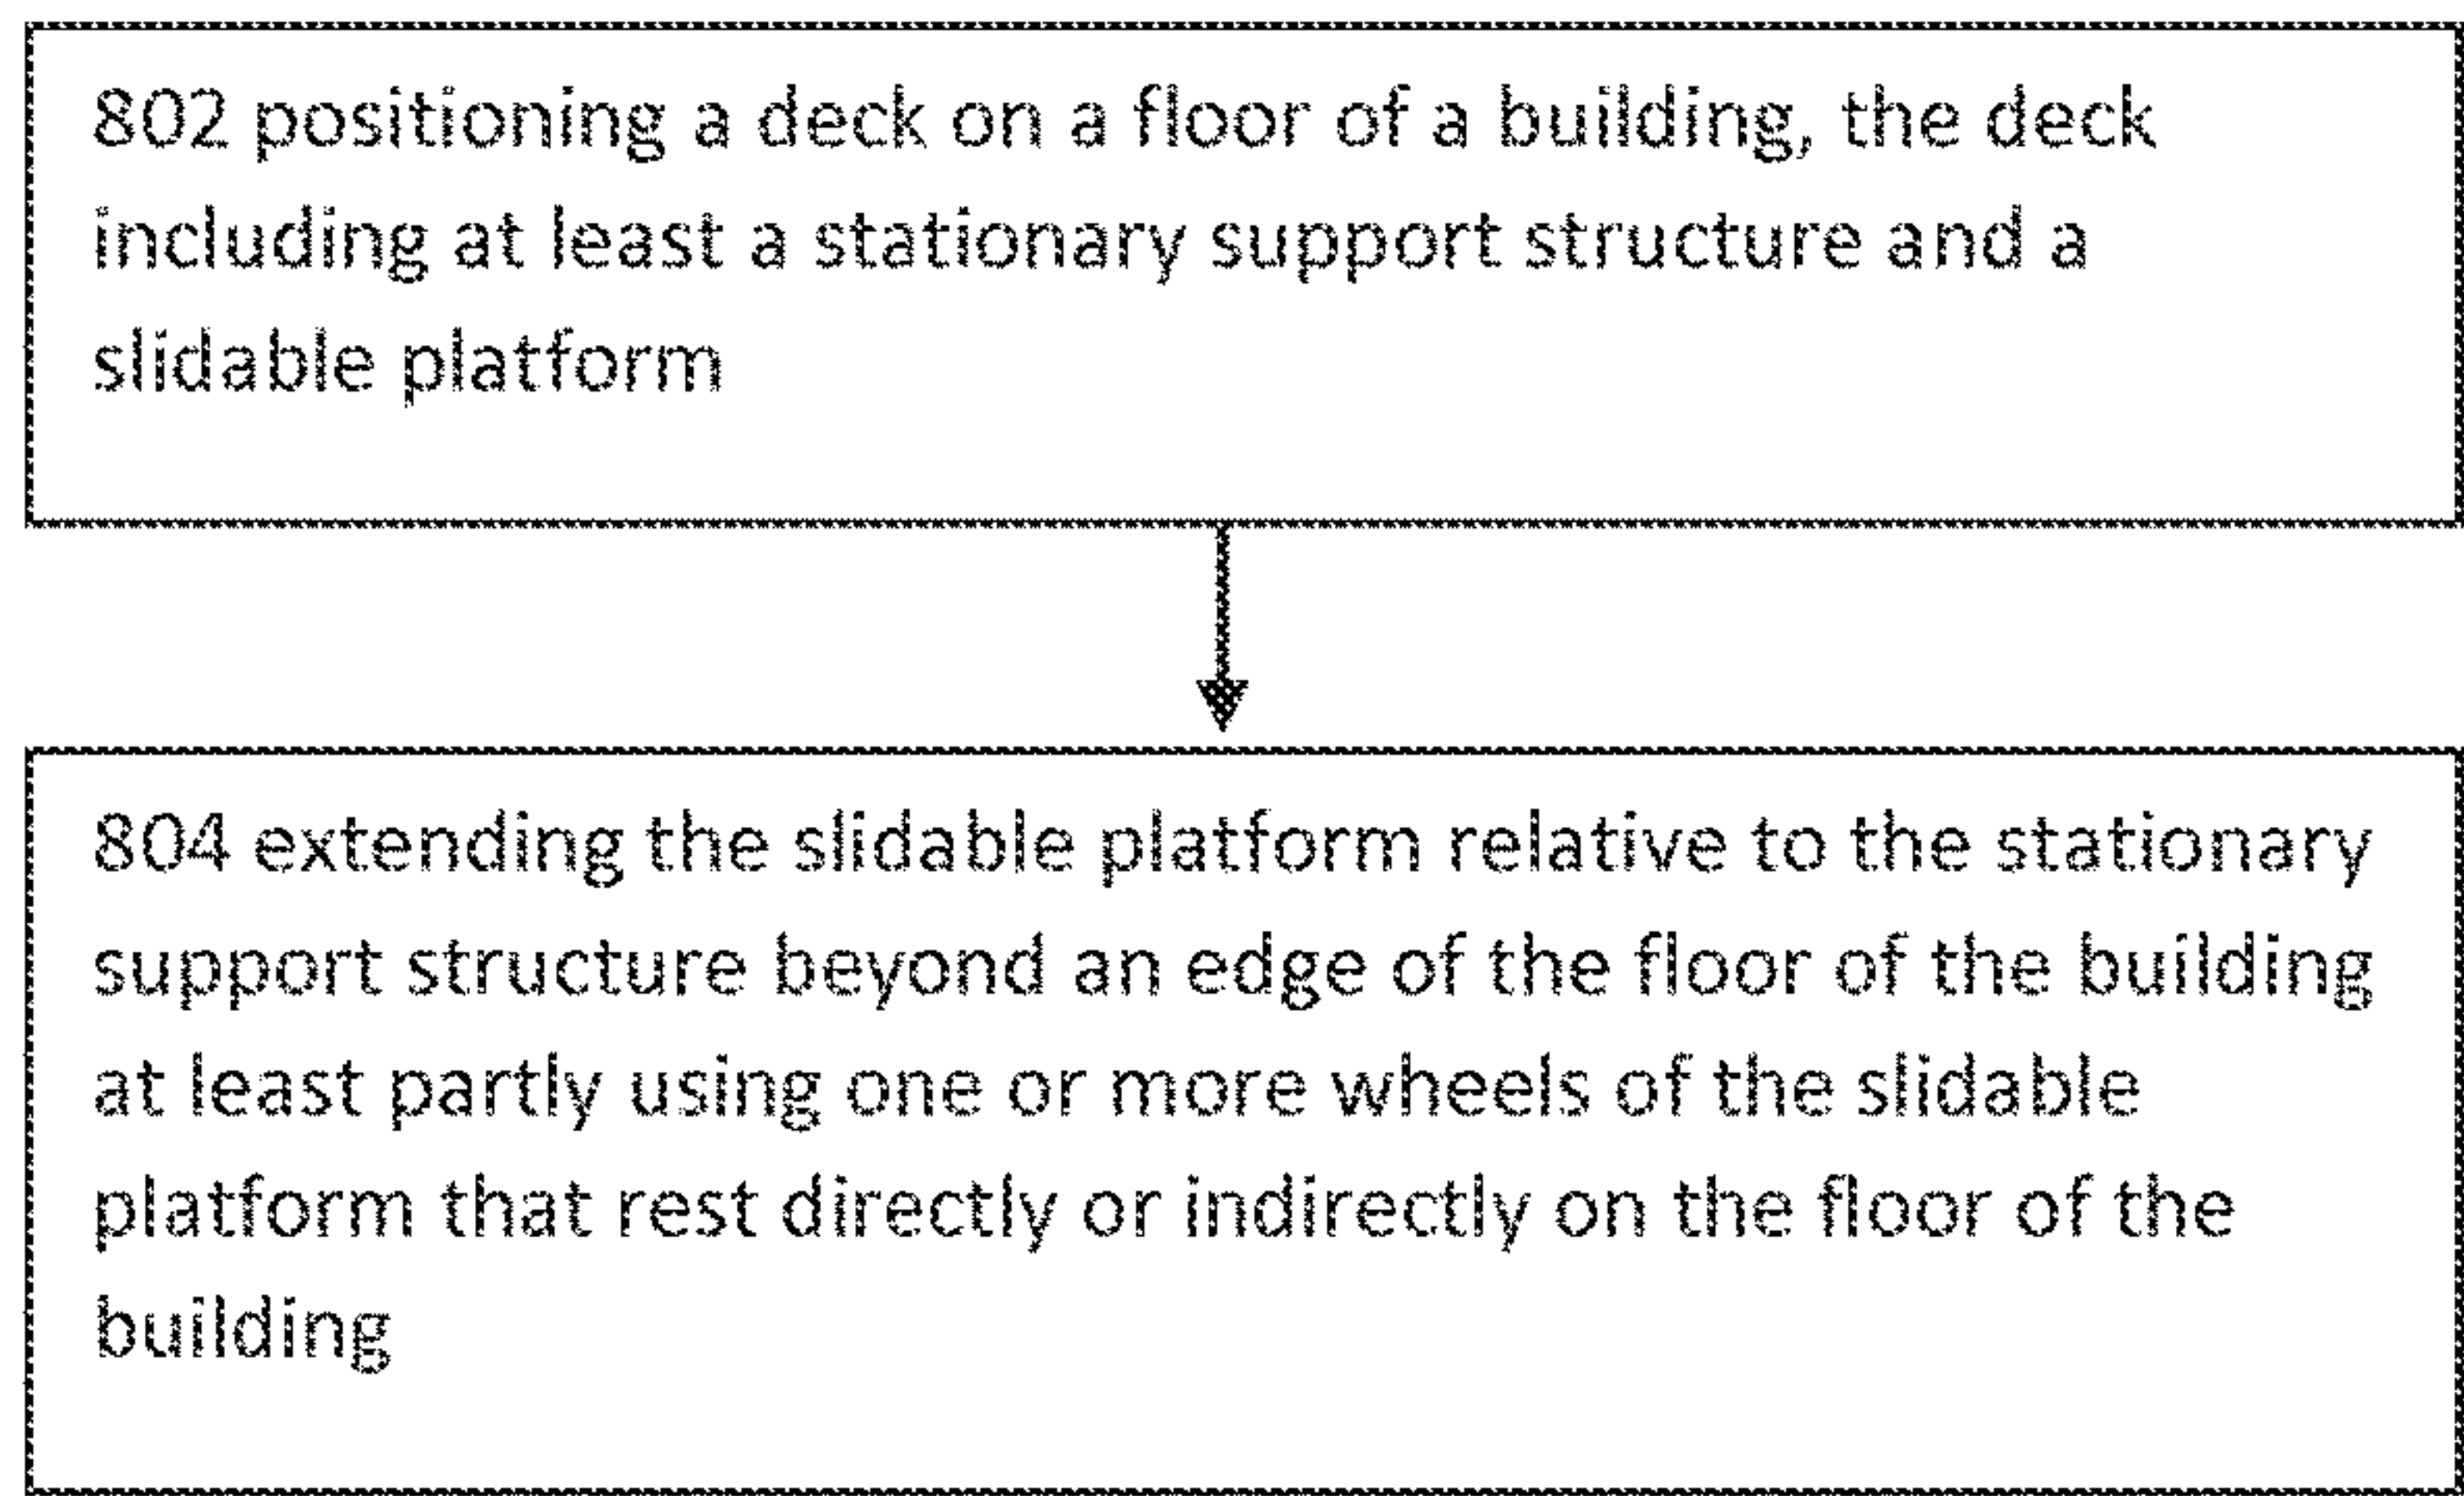 802 positioning a deck on a floor of a building, the deck
including at least a stationary support structure and a
slidable platform
804 extending the slidable platform relative to the stationary
support structure beyond an edge of the floor of the building
at least partly using one or more wheels of the slidable
platform that rest directly or indirectly on the floor of the
building